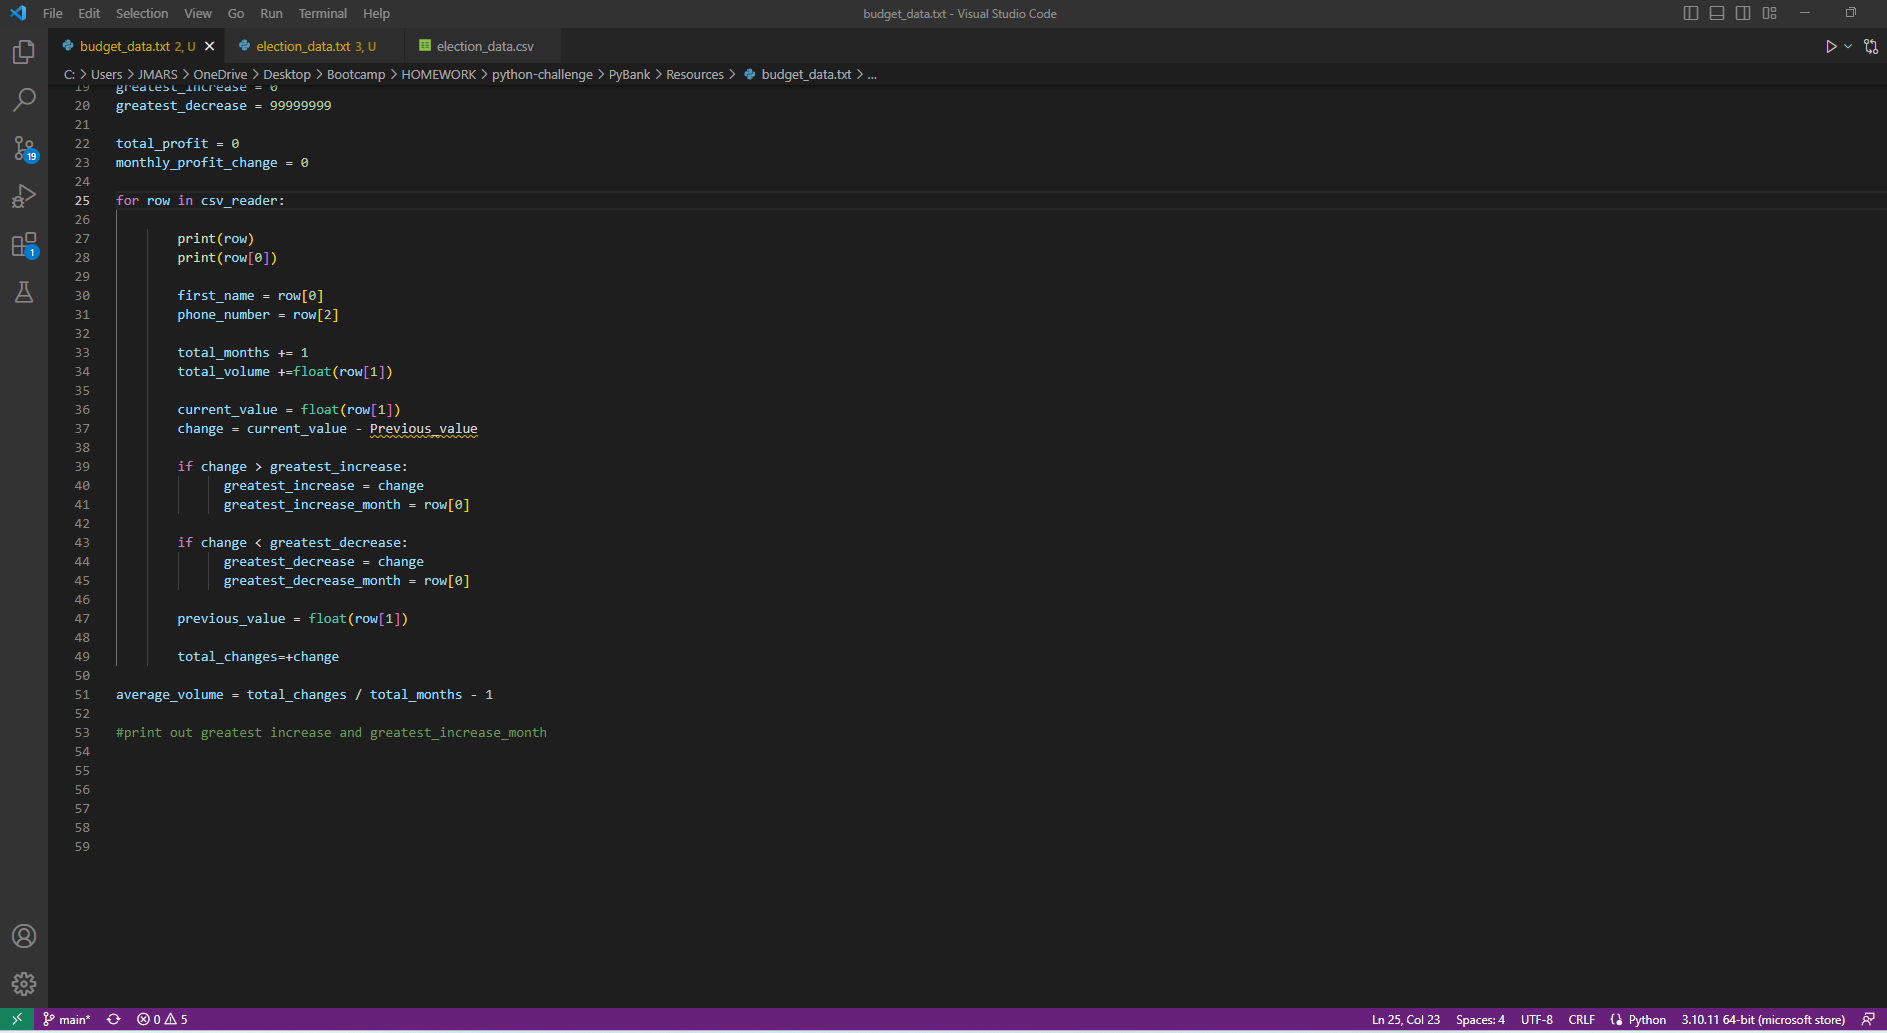 File Edit Selection View Go Run Terminal Help
budget_data.txt - Visual Studio Code
budget_data.txt 2, U
election_data.txt 3, U
election_data.csv
C: > Users > JMARS > OneDrive > Desktop > Bootcamp > HOMEWORK > python-challenge > PyBank > Resources > budget_data.txt > ...
19 greatest_increase = 0
20 greatest_decrease = 99999999
21
22 total_profit = 0
23 monthly_profit_change = 0
24
25 for row in csv_reader:
26
27 print(row)
28 print(row[0])
29
30 first_name = row[0]
31 phone_number = row[2]
32
33 total_months += 1
34 total_volume +=float(row[1])
35
36 current_value = float(row[1])
37 change = current_value - Previous_value
38
39 if change > greatest_increase:
40 greatest_increase = change
41 greatest_increase_month = row[0]
42
43 if change < greatest_decrease:
44 greatest_decrease = change
45 greatest_decrease_month = row[0]
46
47 previous_value = float(row[1])
48
49 total_changes=+change
50
51 average_volume = total_changes / total_months - 1
52
53 #print out greatest increase and greatest_increase_month
54
55
56
57
58
59
19
1
main* 0 5
Ln 25, Col 23 Spaces: 4 UTF-8 CRLF Python 3.10.11 64-bit (microsoft store)